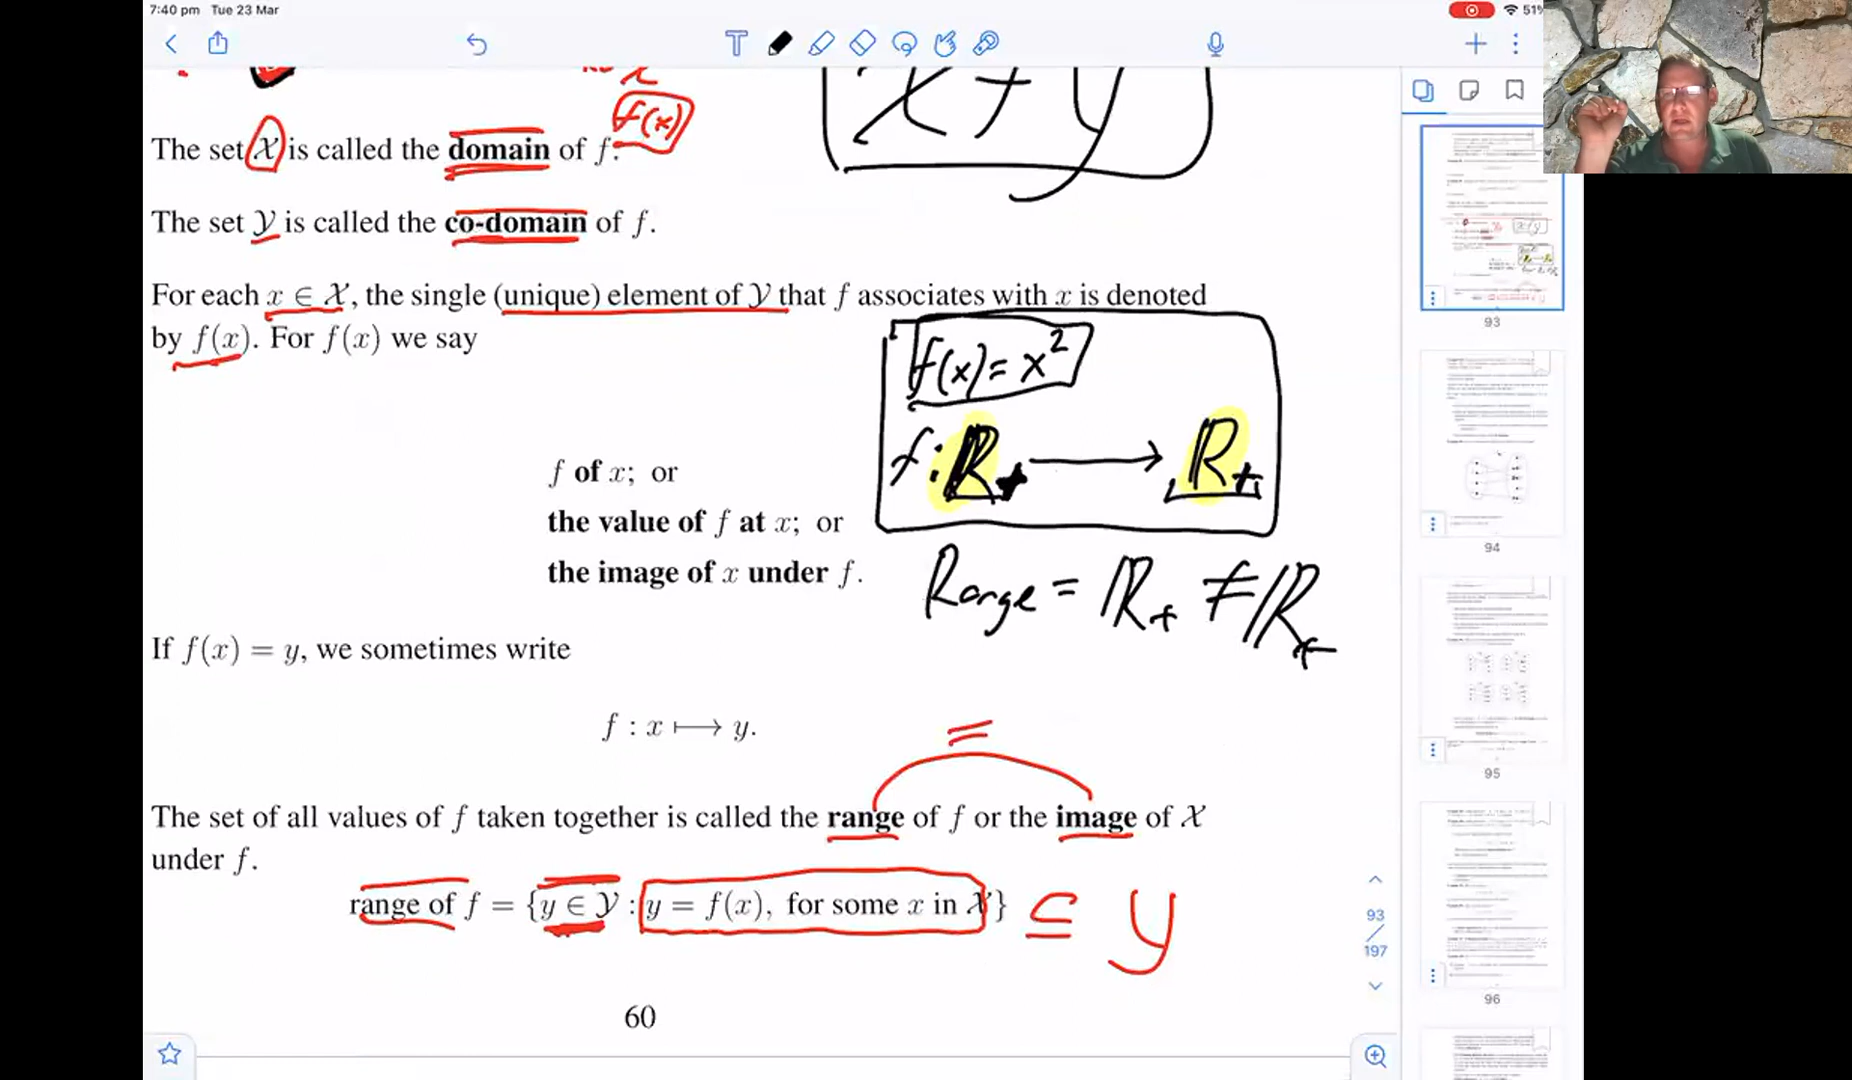 7:40 pm Tue 23 Mar
51%
x + y
f(x)
The set X is called the domain of f.
The set Y is called the co-domain of f.
For each x ∈ X, the single (unique) element of Y that f associates with x is denoted
by f(x). For f(x) we say
f(x) = x²
f : ℝ₊ ⟶ ℝ₊
f of x; or
the value of f at x; or
the image of x under f.
Range = ℝ₊ ≠ ℝ₊
If f(x) = y, we sometimes write
f : x ⟼ y.
=
The set of all values of f taken together is called the range of f or the image of X
under f.
range of f = {y ∈ Y : y = f(x), for some x in X} ⊆ Y
60
93
94
95
96
93
/
197